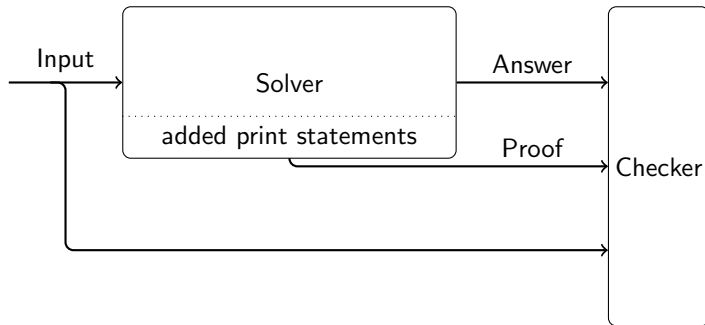 Input
Solver
added print statements
Answer
Proof
Checker